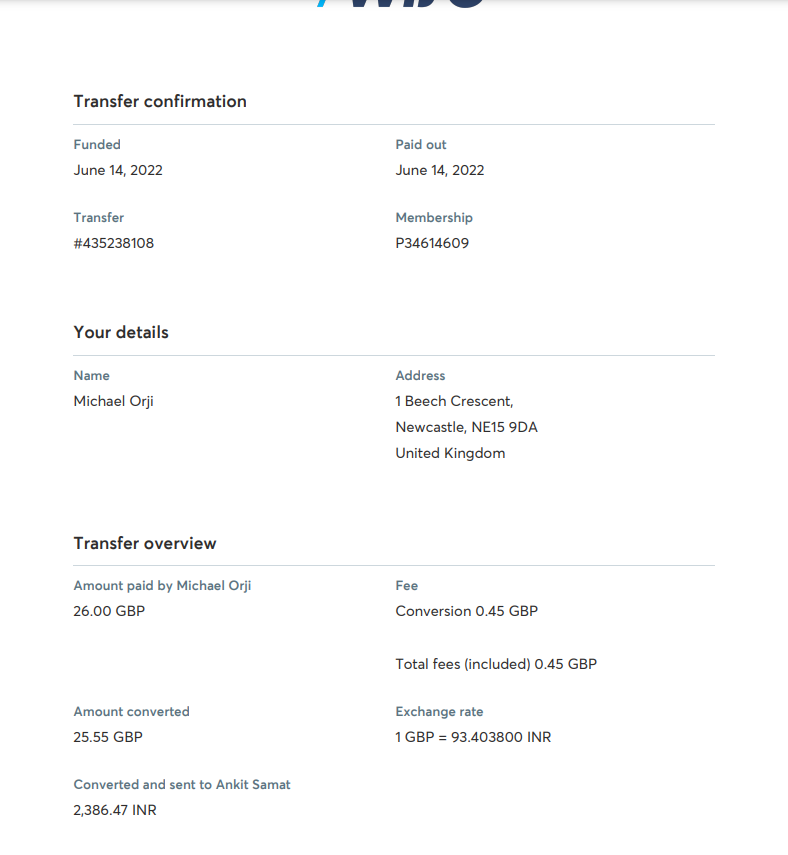 Transfer confirmation
Funded
June 14, 2022
Paid out
June 14, 2022
Transfer
#435238108
Membership
P34614609
Your details
Name
Michael Orji
Address
1 Beech Crescent,
Newcastle, NE15 9DA
United Kingdom
Transfer overview
Amount paid by Michael Orji
26.00 GBP
Fee
Conversion 0.45 GBP
Total fees (included) 0.45 GBP
Amount converted
25.55 GBP
Exchange rate
1 GBP = 93.403800 INR
Converted and sent to Ankit Samat
2,386.47 INR